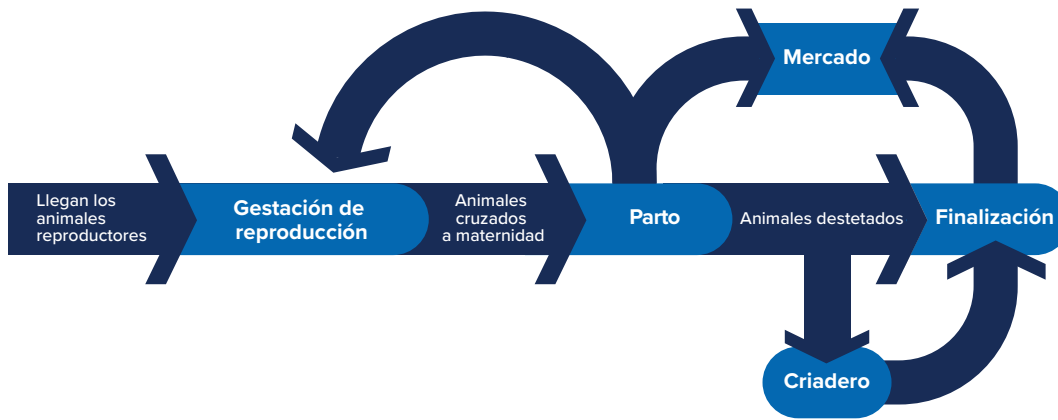 Mercado
Llegan los
animales
reproductores
Gestación de
reproducción
Animales
cruzados
a maternidad
Parto
Animales destetados
Finalización
Criadero